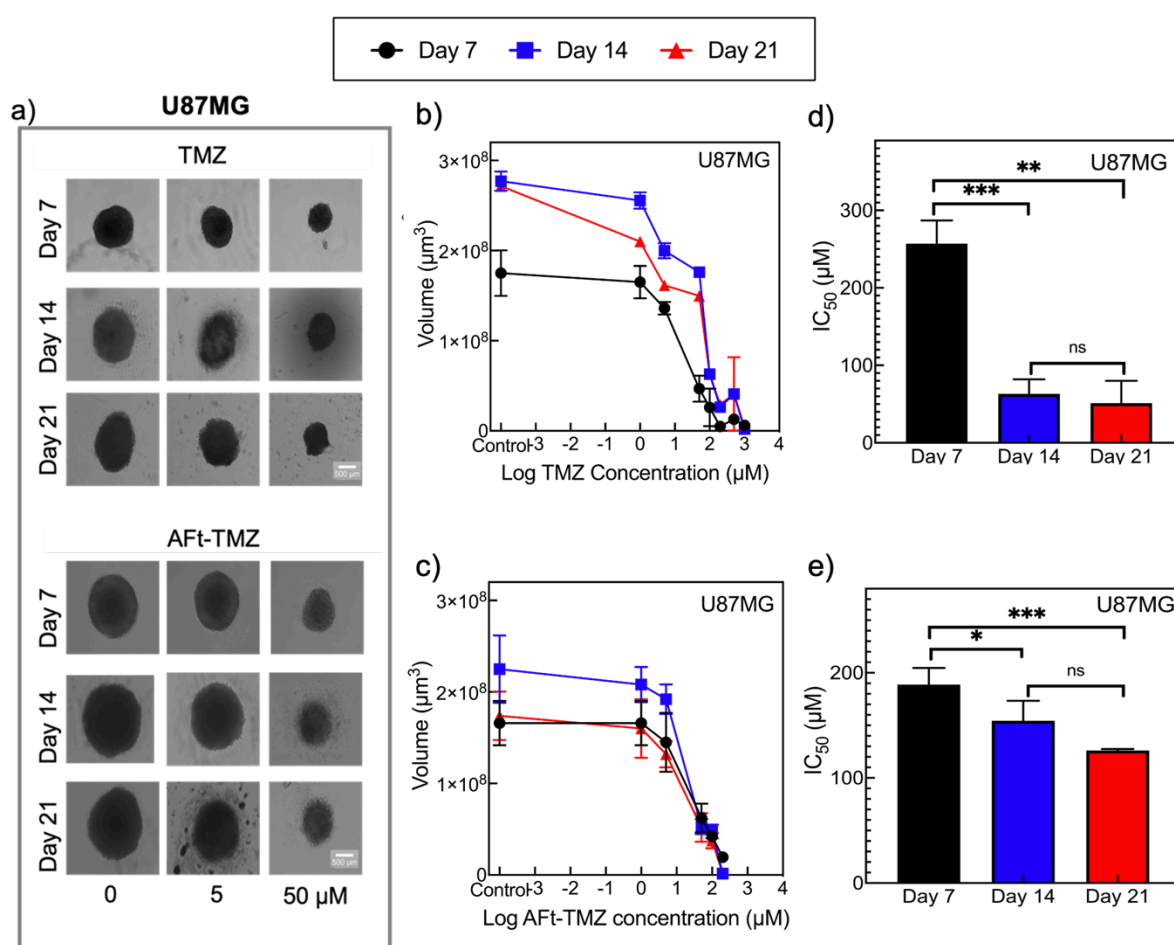 Day 7 Day 14 Day 21
a)
U87MG
TMZ
Day 7
Day 14
Day 21
500 µm
AFt-TMZ
Day 7
Day 14
Day 21
500 µm
0 5 50 µM
b)
U87MG
Volume (µm³)
3×10⁸
2×10⁸
1×10⁸
0
Control -3 -2 -1 0 1 2 3 4
Log TMZ Concentration (µM)
c)
U87MG
Volume (µm³)
3×10⁸
2×10⁸
1×10⁸
0
Control -3 -2 -1 0 1 2 3 4
Log AFt-TMZ concentration (µM)
d)
U87MG
**
***
ns
IC₅₀ (µM)
300
200
100
0
Day 7 Day 14 Day 21
e)
U87MG
***
*
ns
IC₅₀ (µM)
200
100
0
Day 7 Day 14 Day 21